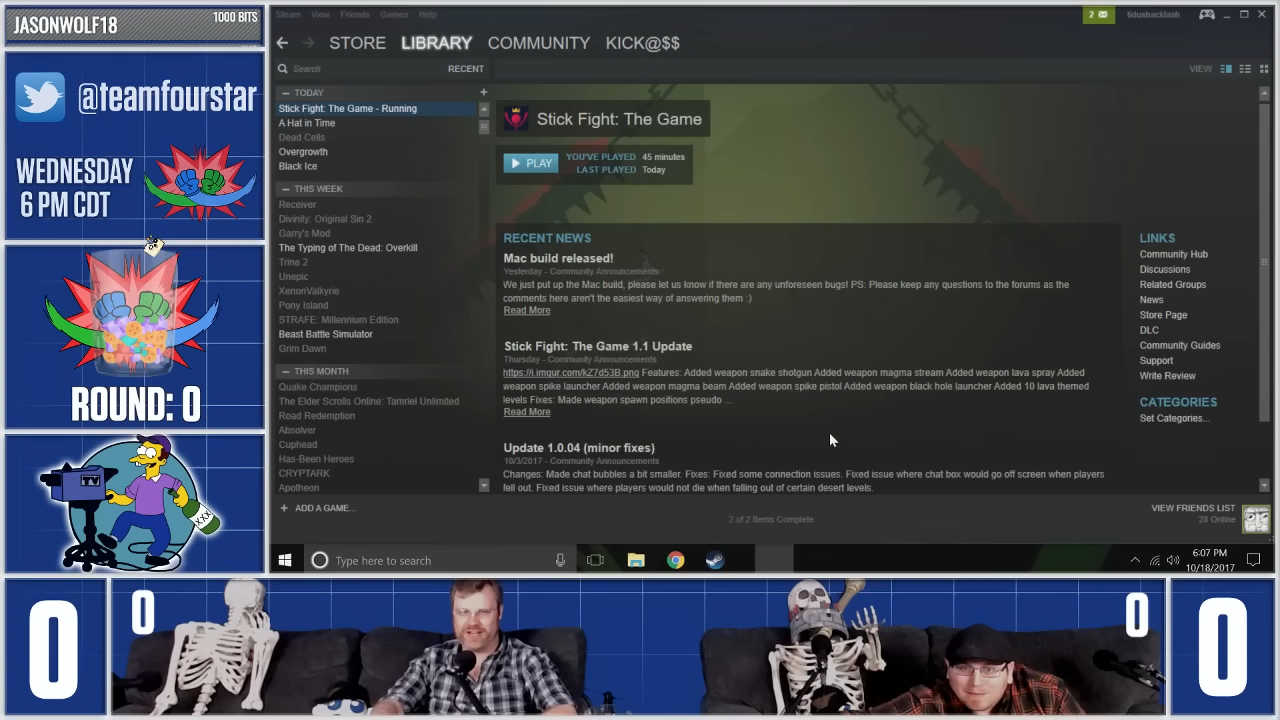 JASONWOLF18
1000 BITS
@teamfourstar
WEDNESDAY
6 PM CDT
ROUND: 0
TV
XXX
Steam View Friends Games Help
2
tidusbacklash
STORE LIBRARY COMMUNITY KICK@$$
Search
RECENT
VIEW
TODAY
Stick Fight: The Game - Running
A Hat in Time
Dead Cells
Overgrowth
Black Ice
THIS WEEK
Receiver
Divinity: Original Sin 2
Garry's Mod
The Typing of The Dead: Overkill
Trine 2
Unepic
XenonValkyrie
Pony Island
STRAFE: Millennium Edition
Beast Battle Simulator
Grim Dawn
THIS MONTH
Quake Champions
The Elder Scrolls Online: Tamriel Unlimited
Road Redemption
Absolver
Cuphead
Has-Been Heroes
CRYPTARK
Apotheon
ADD A GAME...
Stick Fight: The Game
PLAY
YOU'VE PLAYED 45 minutes
LAST PLAYED Today
RECENT NEWS
Mac build released!
Yesterday - Community Announcements
We just put up the Mac build, please let us know if there are any unforeseen bugs! PS: Please keep any questions to the forums as the
comments here aren't the easiest way of answering them :)
Read More
Stick Fight: The Game 1.1 Update
Thursday - Community Announcements
https://i.imgur.com/kZ7d53B.png Features: Added weapon snake shotgun Added weapon magma stream Added weapon lava spray Added
weapon spike launcher Added weapon magma beam Added weapon spike pistol Added weapon black hole launcher Added 10 lava themed
levels Fixes: Made weapon spawn positions pseudo ...
Read More
Update 1.0.04 (minor fixes)
10/3/2017 - Community Announcements
Changes: Made chat bubbles a bit smaller. Fixes: Fixed some connection issues. Fixed issue where chat box would go off screen when players
fell out. Fixed issue where players would not die when falling out of certain desert levels.
LINKS
Community Hub
Discussions
Related Groups
News
Store Page
DLC
Community Guides
Support
Write Review
CATEGORIES
Set Categories...
2 of 2 Items Complete
VIEW FRIENDS LIST
28 Online
Type here to search
6:07 PM
10/18/2017
0
0
0
0